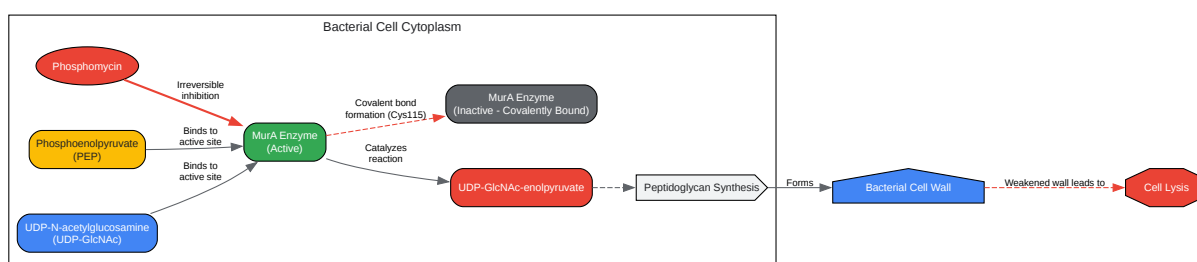 Bacterial Cell Cytoplasm
Phosphomycin
Irreversible
inhibition
Phosphoenolpyruvate
(PEP)
Binds to
active site
Binds to
active site
UDP-N-acetylglucosamine
(UDP-GlcNAc)
MurA Enzyme
(Active)
Covalent bond
formation (Cys115)
MurA Enzyme
(Inactive - Covalently Bound)
Catalyzes
reaction
UDP-GlcNAc-enolpyruvate
Peptidoglycan Synthesis
Forms
Bacterial Cell Wall
Weakened wall leads to
Cell Lysis